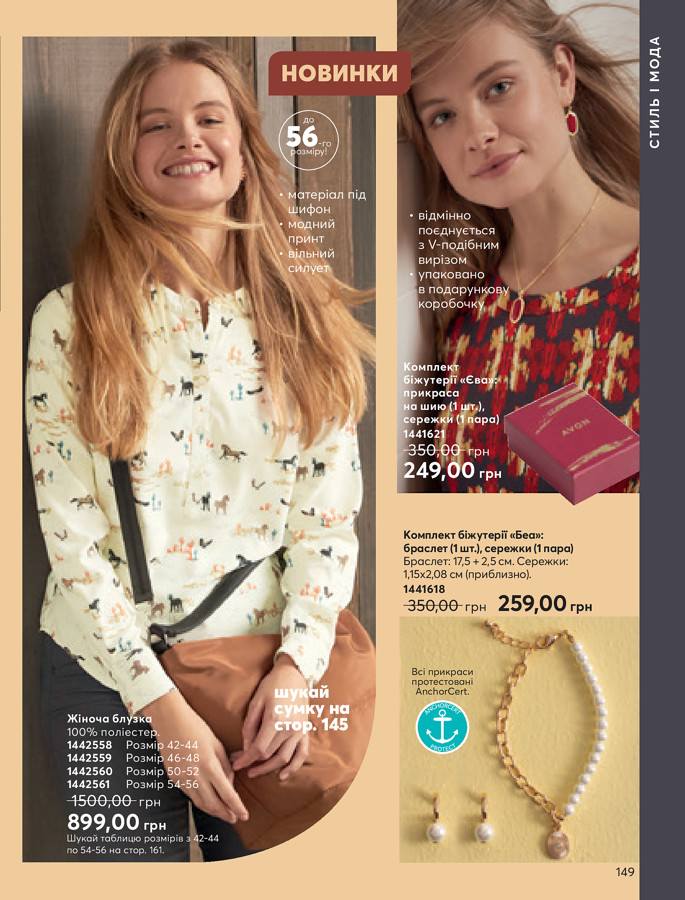 СТИЛЬ І МОДА
НОВИНКИ
до
56-го
розміру!
• матеріал під
шифон
• модний
принт
• вільний
силует
• відмінно
поєднується
з V-подібним
вирізом
• упаковано
в подарункову
коробочку
Комплект
біжутерії «Єва»:
прикраса
на шию (1 шт.),
сережки (1 пара)
1441621
350,00 грн
249,00 грн
AVON
Комплект біжутерії «Беа»:
браслет (1 шт.), сережки (1 пара)
Браслет: 17,5 + 2,5 см. Сережки:
1,15х2,08 см (приблизно).
1441618
350,00 грн 259,00 грн
Всі прикраси
протестовані
AnchorCert.
ANCHORCERT
PROTECT
шукай
сумку на
стор. 145
Жіноча блузка
100% поліестер.
1442558 Розмір 42-44
1442559 Розмір 46-48
1442560 Розмір 50-52
1442561 Розмір 54-56
1500,00 грн
899,00 грн
Шукай таблицю розмірів з 42-44
по 54-56 на стор. 161.
149